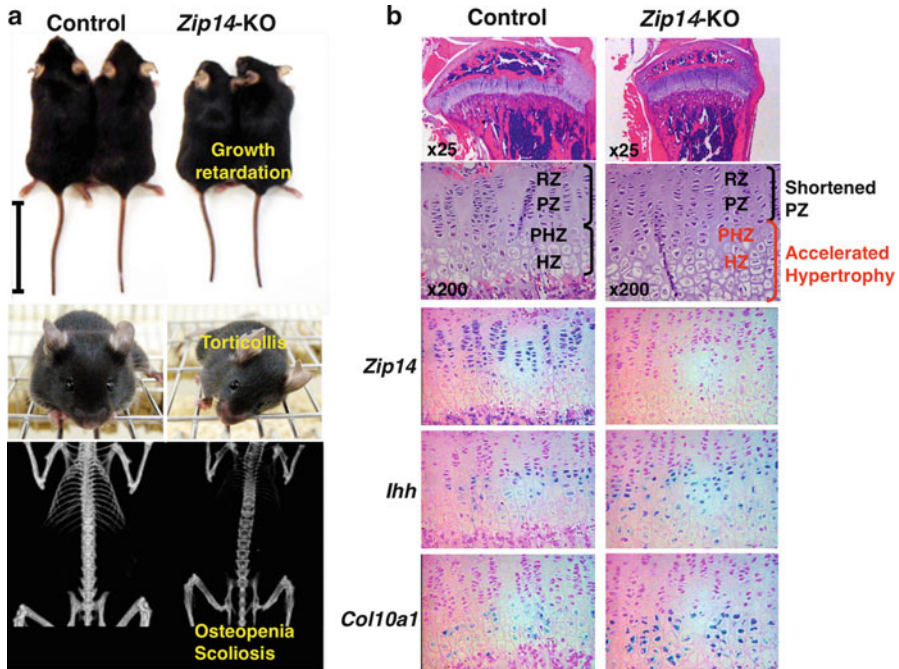 a
Control
Zip14-KO
Growth
retardation
Torticollis
Osteopenia
Scoliosis
b
Control
Zip14-KO
x25
x25
RZ
PZ
PHZ
HZ
x200
RZ
PZ
PHZ
HZ
x200
Shortened
PZ
Accelerated
Hypertrophy
Zip14
Ihh
Col10a1